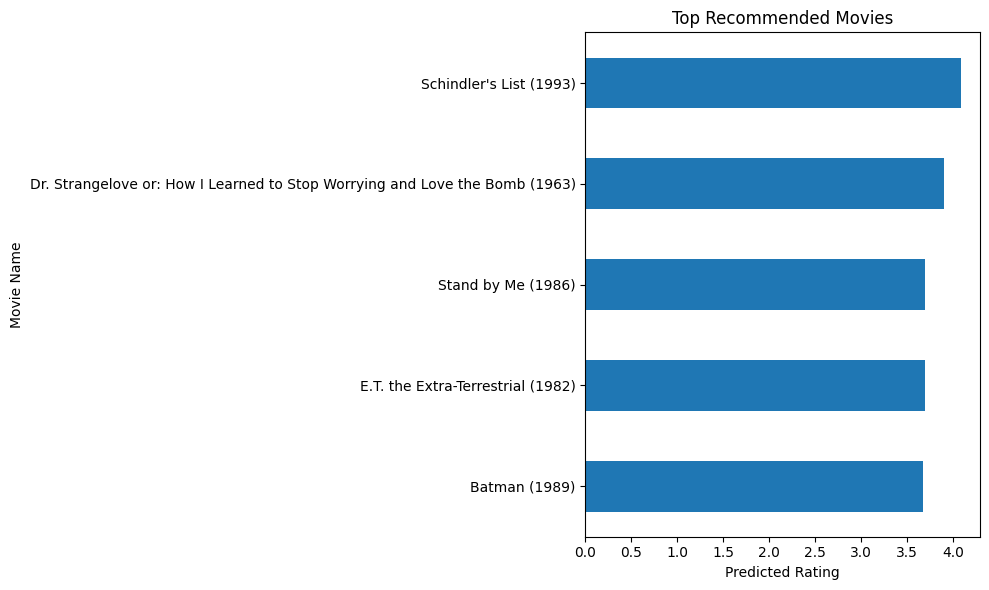 Top Recommended Movies
Schindler's List (1993)
Dr. Strangelove or: How I Learned to Stop Worrying and Love the Bomb (1963)
Stand by Me (1986)
E.T. the Extra-Terrestrial (1982)
Batman (1989)
Movie Name
0.0 0.5 1.0 1.5 2.0 2.5 3.0 3.5 4.0
Predicted Rating